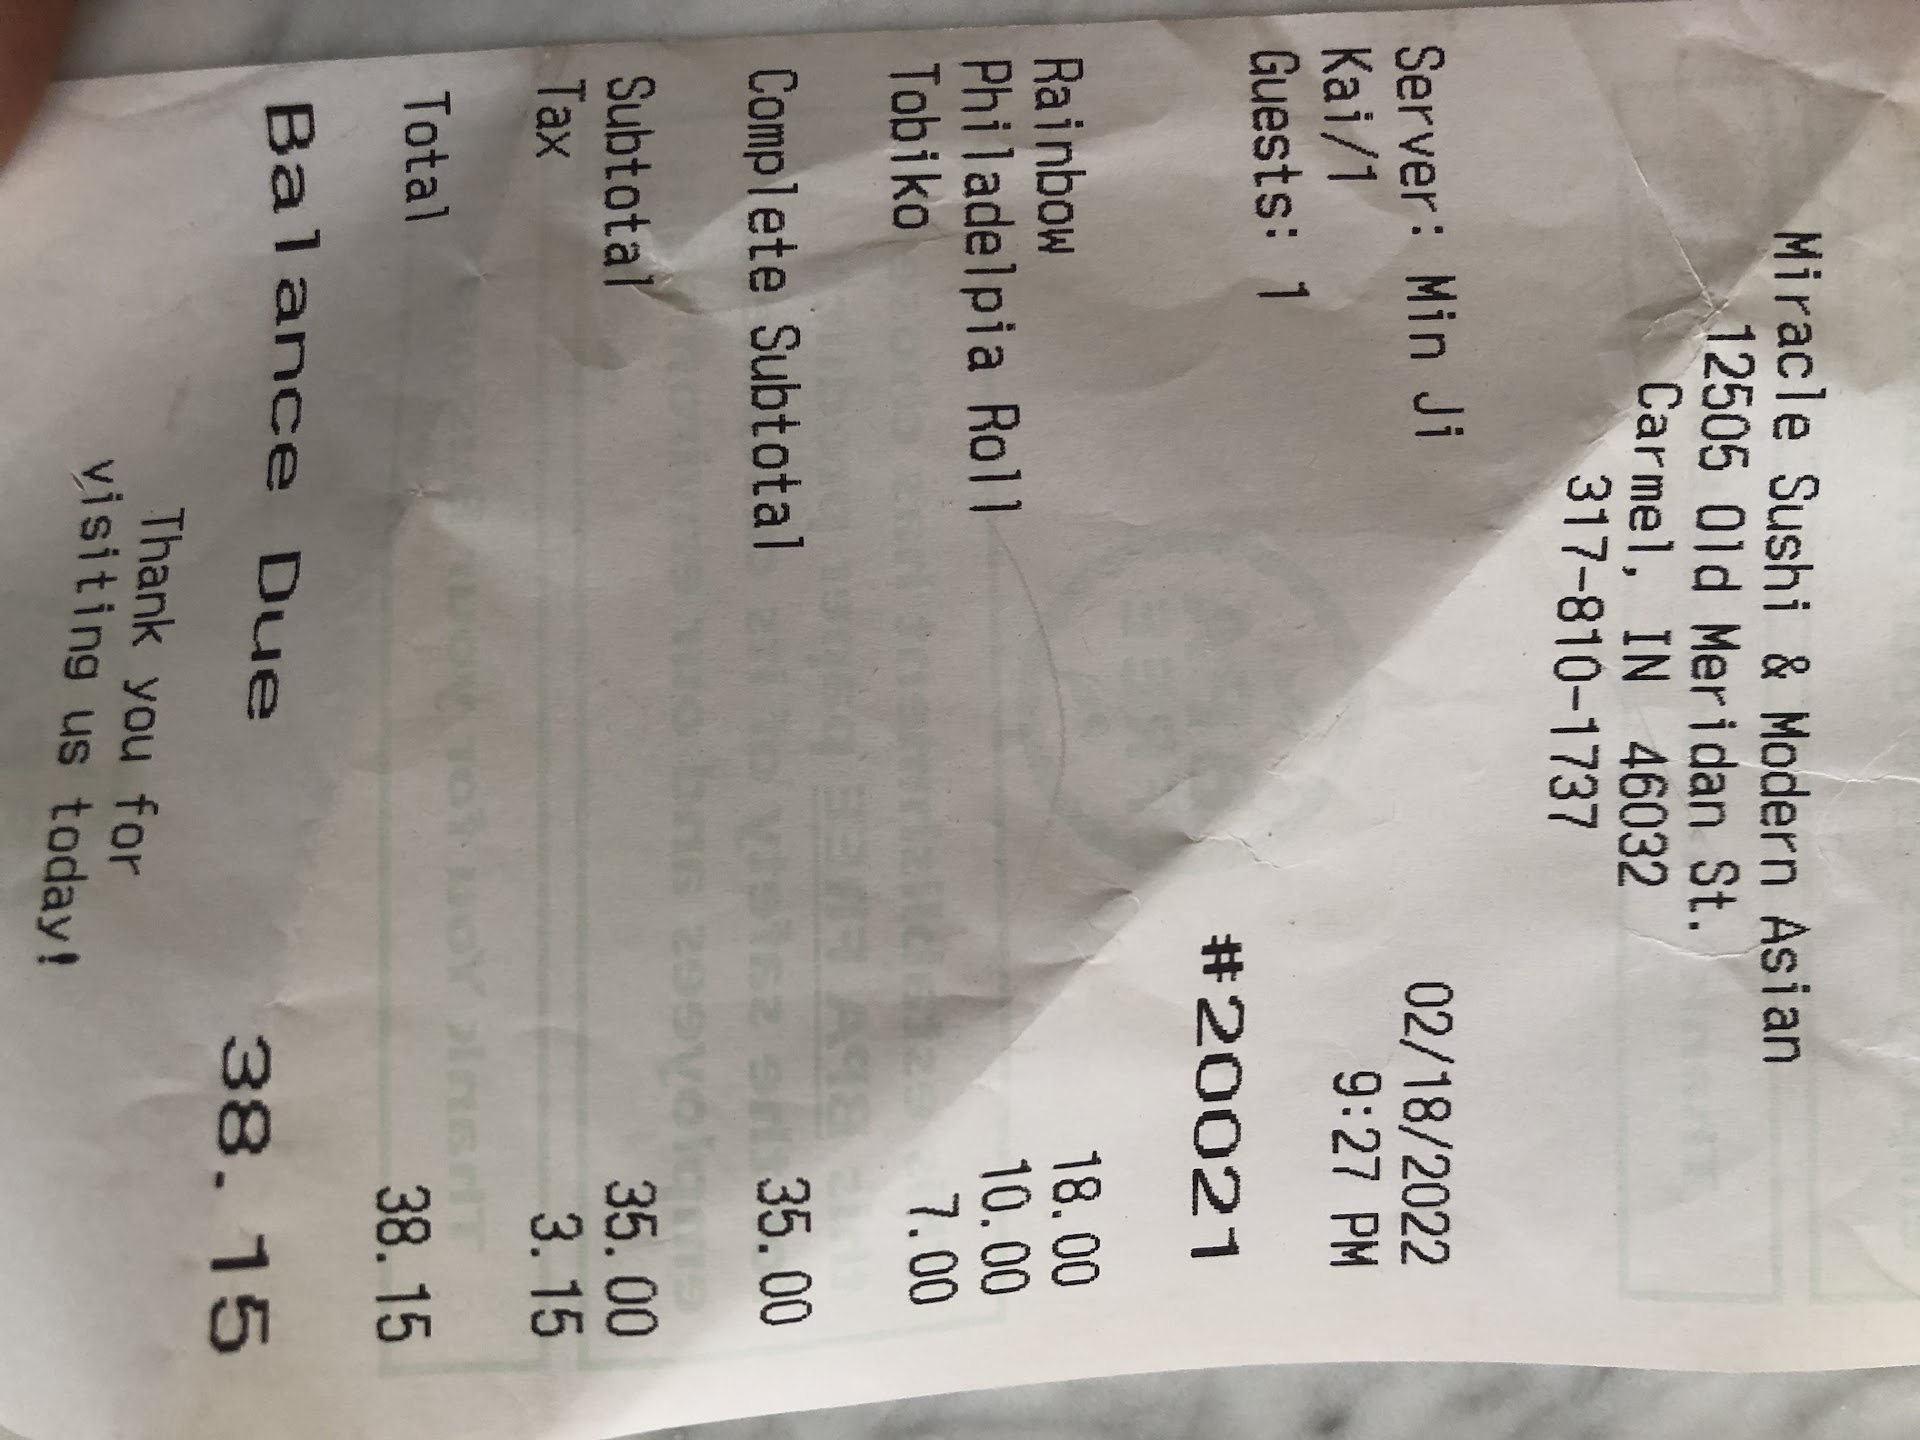 Miracle Sushi & Modern Asian
12505 Old Meridan St.
Carmel, IN 46032
317-810-1737
Server: Min Ji 02/18/2022
Kai/1 9:27 PM
Guests: 1
#20021
Rainbow 18.00
Philadelpia Roll 10.00
Tobiko 7.00
Complete Subtotal 35.00
Subtotal 35.00
Tax 3.15
Total 38.15
Balance Due 38.15
Thank you for
visiting us today!